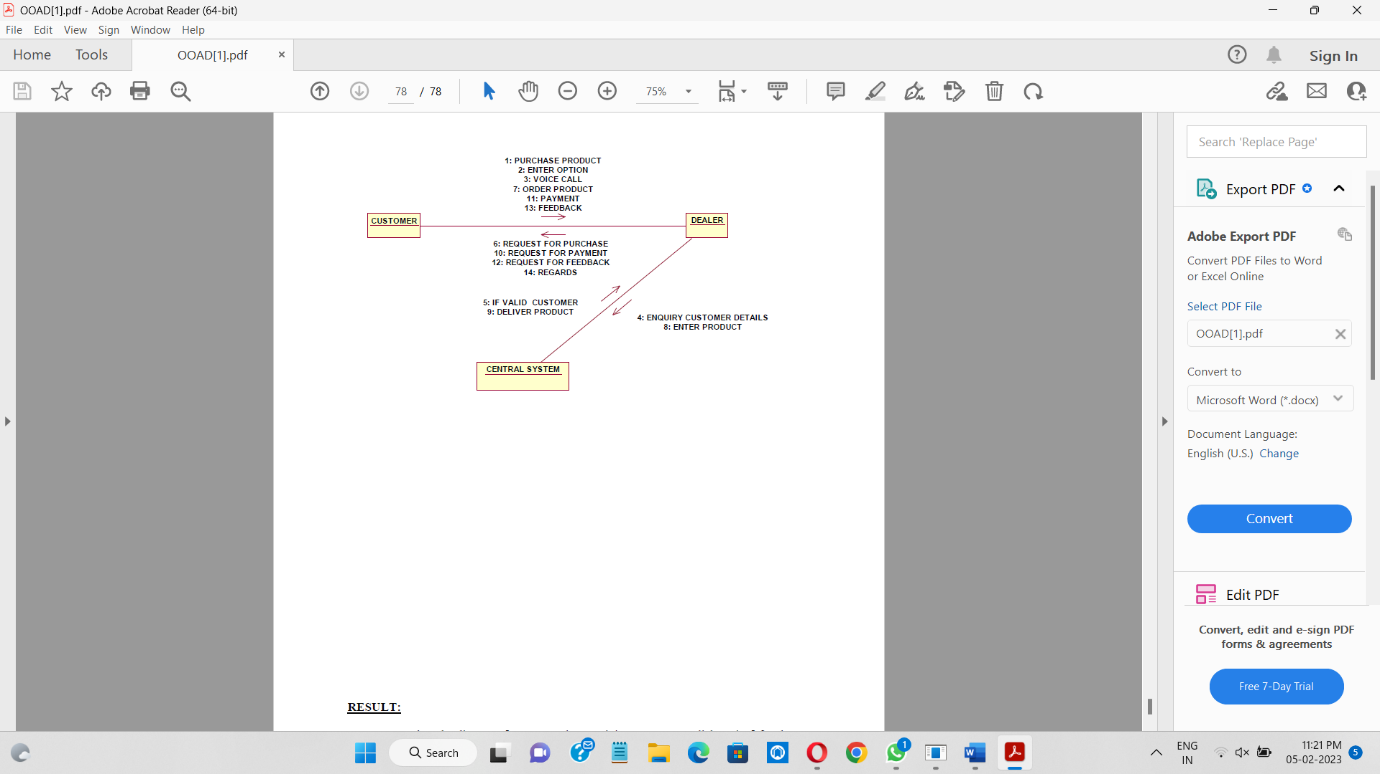 OOAD[1].pdf - Adobe Acrobat Reader (64-bit)
File Edit View Sign Window Help
Home Tools OOAD[1].pdf × Sign In
78 / 78 75%
1: PURCHASE PRODUCT
2: ENTER OPTION
3: VOICE CALL
7: ORDER PRODUCT
11: PAYMENT
13: FEEDBACK
CUSTOMER
DEALER
6: REQUEST FOR PURCHASE
10: REQUEST FOR PAYMENT
12: REQUEST FOR FEEDBACK
14: REGARDS
5: IF VALID CUSTOMER
9: DELIVER PRODUCT
4: ENQUIRY CUSTOMER DETAILS
8: ENTER PRODUCT
CENTRAL SYSTEM
RESULT:
Search 'Replace Page'
Export PDF
Adobe Export PDF
Convert PDF Files to Word
or Excel Online
Select PDF File
OOAD[1].pdf
Convert to
Microsoft Word (*.docx)
Document Language:
English (U.S.) Change
Convert
Edit PDF
Convert, edit and e-sign PDF
forms & agreements
Free 7-Day Trial
Search
1
ENG
IN
11:21 PM
05-02-2023
5